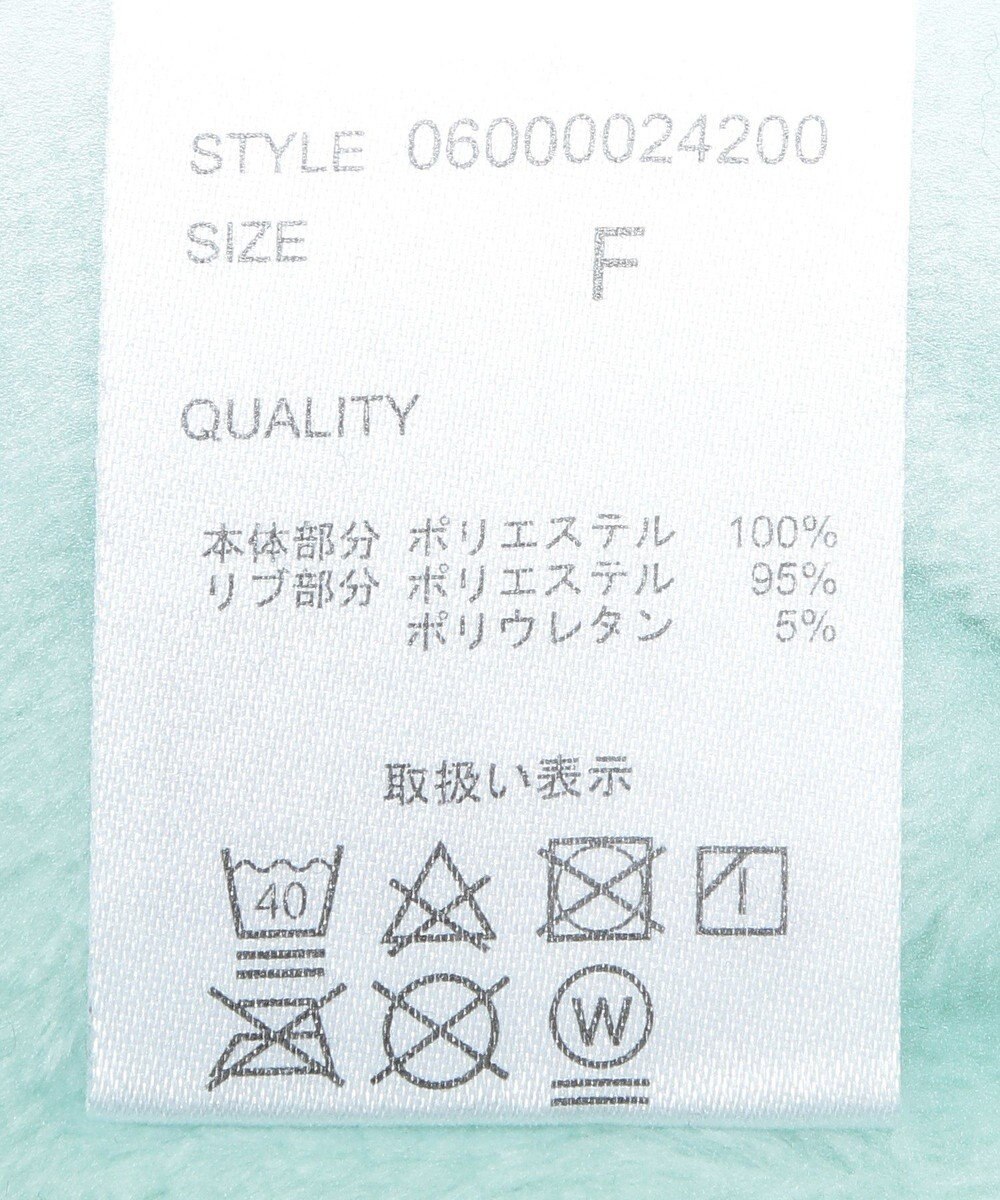 STYLE 06000024200
SIZE F
QUALITY
本体部分 ポリエステル 100%
リブ部分 ポリエステル 95%
ポリウレタン 5%
取扱い表示
40
W